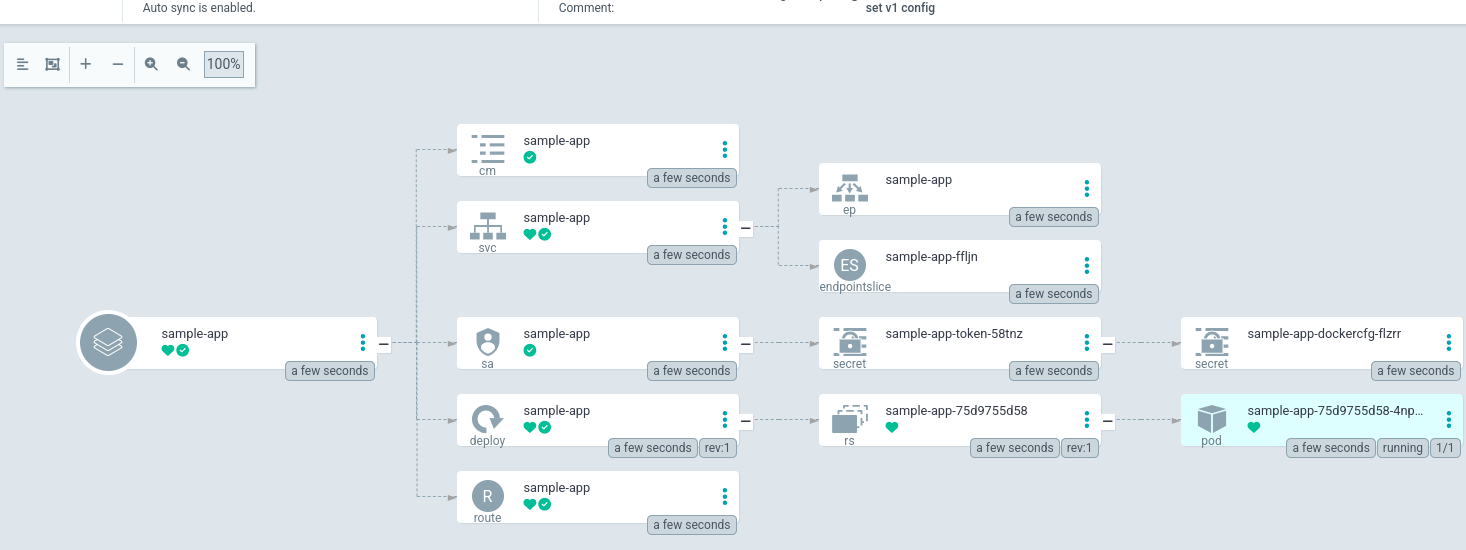 Auto sync is enabled.
Comment:
set v1 config
100%
sample-app
cm
a few seconds
sample-app
svc
a few seconds
sample-app
ep
a few seconds
ES
sample-app-ffljn
endpointslice
a few seconds
sample-app
a few seconds
sample-app
sa
a few seconds
sample-app-token-58tnz
secret
a few seconds
sample-app-dockercfg-flzrr
secret
a few seconds
sample-app
deploy
a few seconds
rev:1
sample-app-75d9755d58
rs
a few seconds
rev:1
sample-app-75d9755d58-4np...
pod
a few seconds
running
1/1
R
sample-app
route
a few seconds